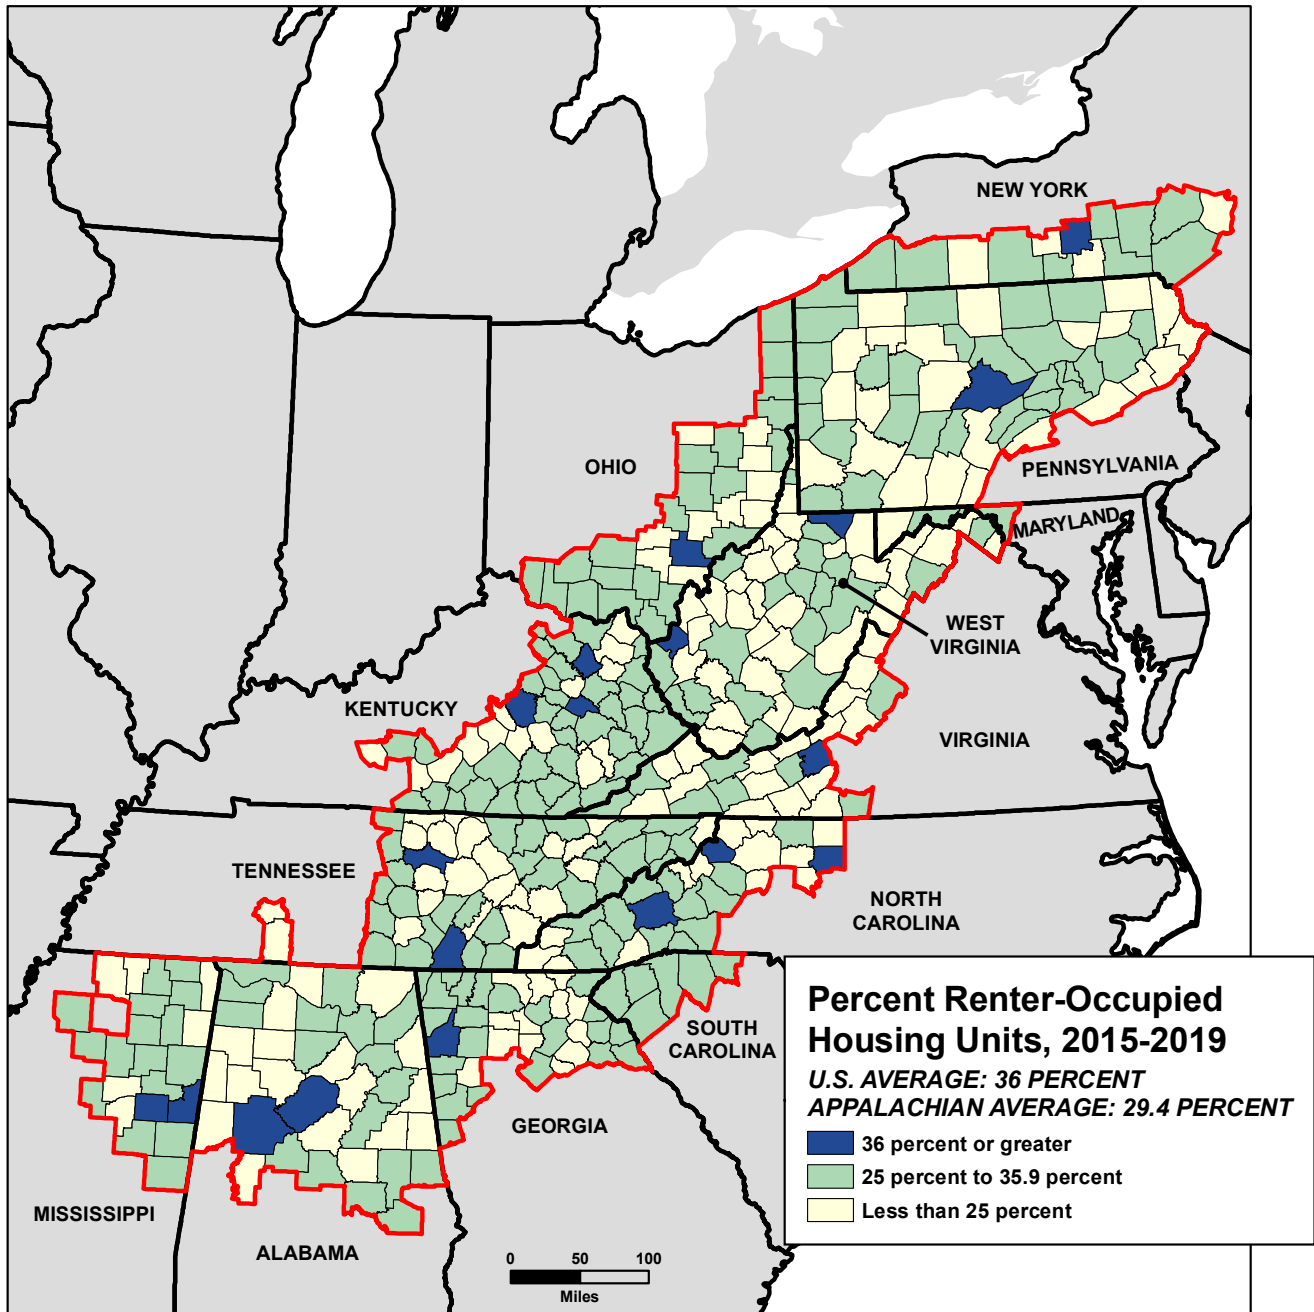 NEW YORK
OHIO
PENNSYLVANIA
MARYLAND
WEST
VIRGINIA
KENTUCKY
VIRGINIA
TENNESSEE
NORTH
CAROLINA
SOUTH
CAROLINA
GEORGIA
MISSISSIPPI
ALABAMA
Percent Renter-Occupied
Housing Units, 2015-2019
U.S. AVERAGE: 36 PERCENT
APPALACHIAN AVERAGE: 29.4 PERCENT
36 percent or greater
25 percent to 35.9 percent
Less than 25 percent
0 50 100
Miles